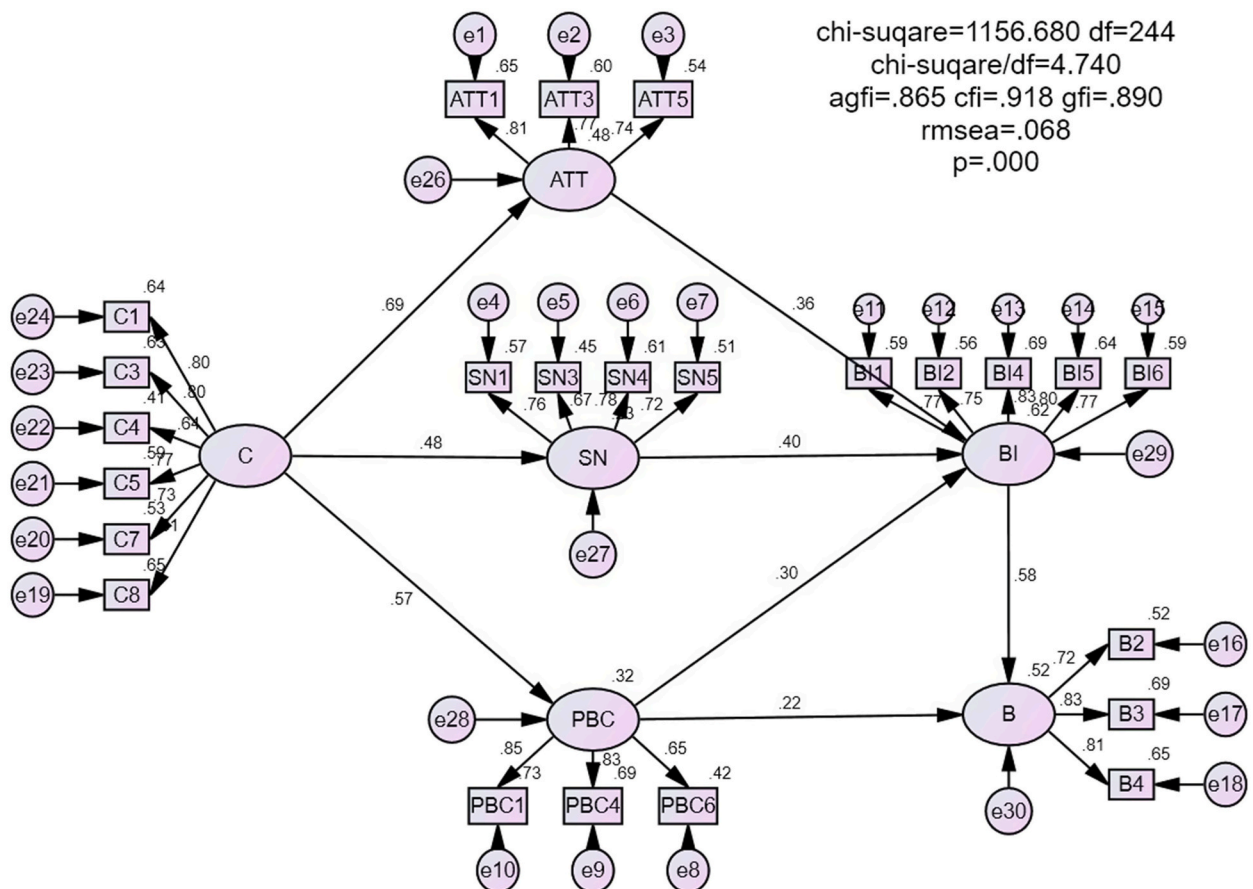 chi-suqare=1156.680 df=244
chi-suqare/df=4.740
agfi=.865 cfi=.918 gfi=.890
rmsea=.068
p=.000
e1 e2 e3
.65 .60 .54
ATT1 ATT3 ATT5
.81 .77 .48 .74
e26 ATT
.69 .36
e4 e5 e6 e7
.57 .45 .61 .51
SN1 SN3 SN4 SN5
.76 .67 .78 .72
e11 e12 e13 e14 e15
.59 .56 .69 .64 .59
BI1 BI2 BI4 BI5 BI6
.77 .75 .83 .80 .77
.62
.64
e24 C1
.63 .80
e23 C3
.41 .80
e22 C4
.64
.59 .77
e21 C5
.73
.53
e20 C7
.65
e19 C8
C .48 SN .40 BI e29
e27
.57 .30 .58
.32
e28 PBC .22 B
.85 .83 .65
.73 .69 .42
PBC1 PBC4 PBC6
e10 e9 e8
.52 .72 .52
B2 e16
.83 .69
B3 e17
.81 .65
B4 e18
e30